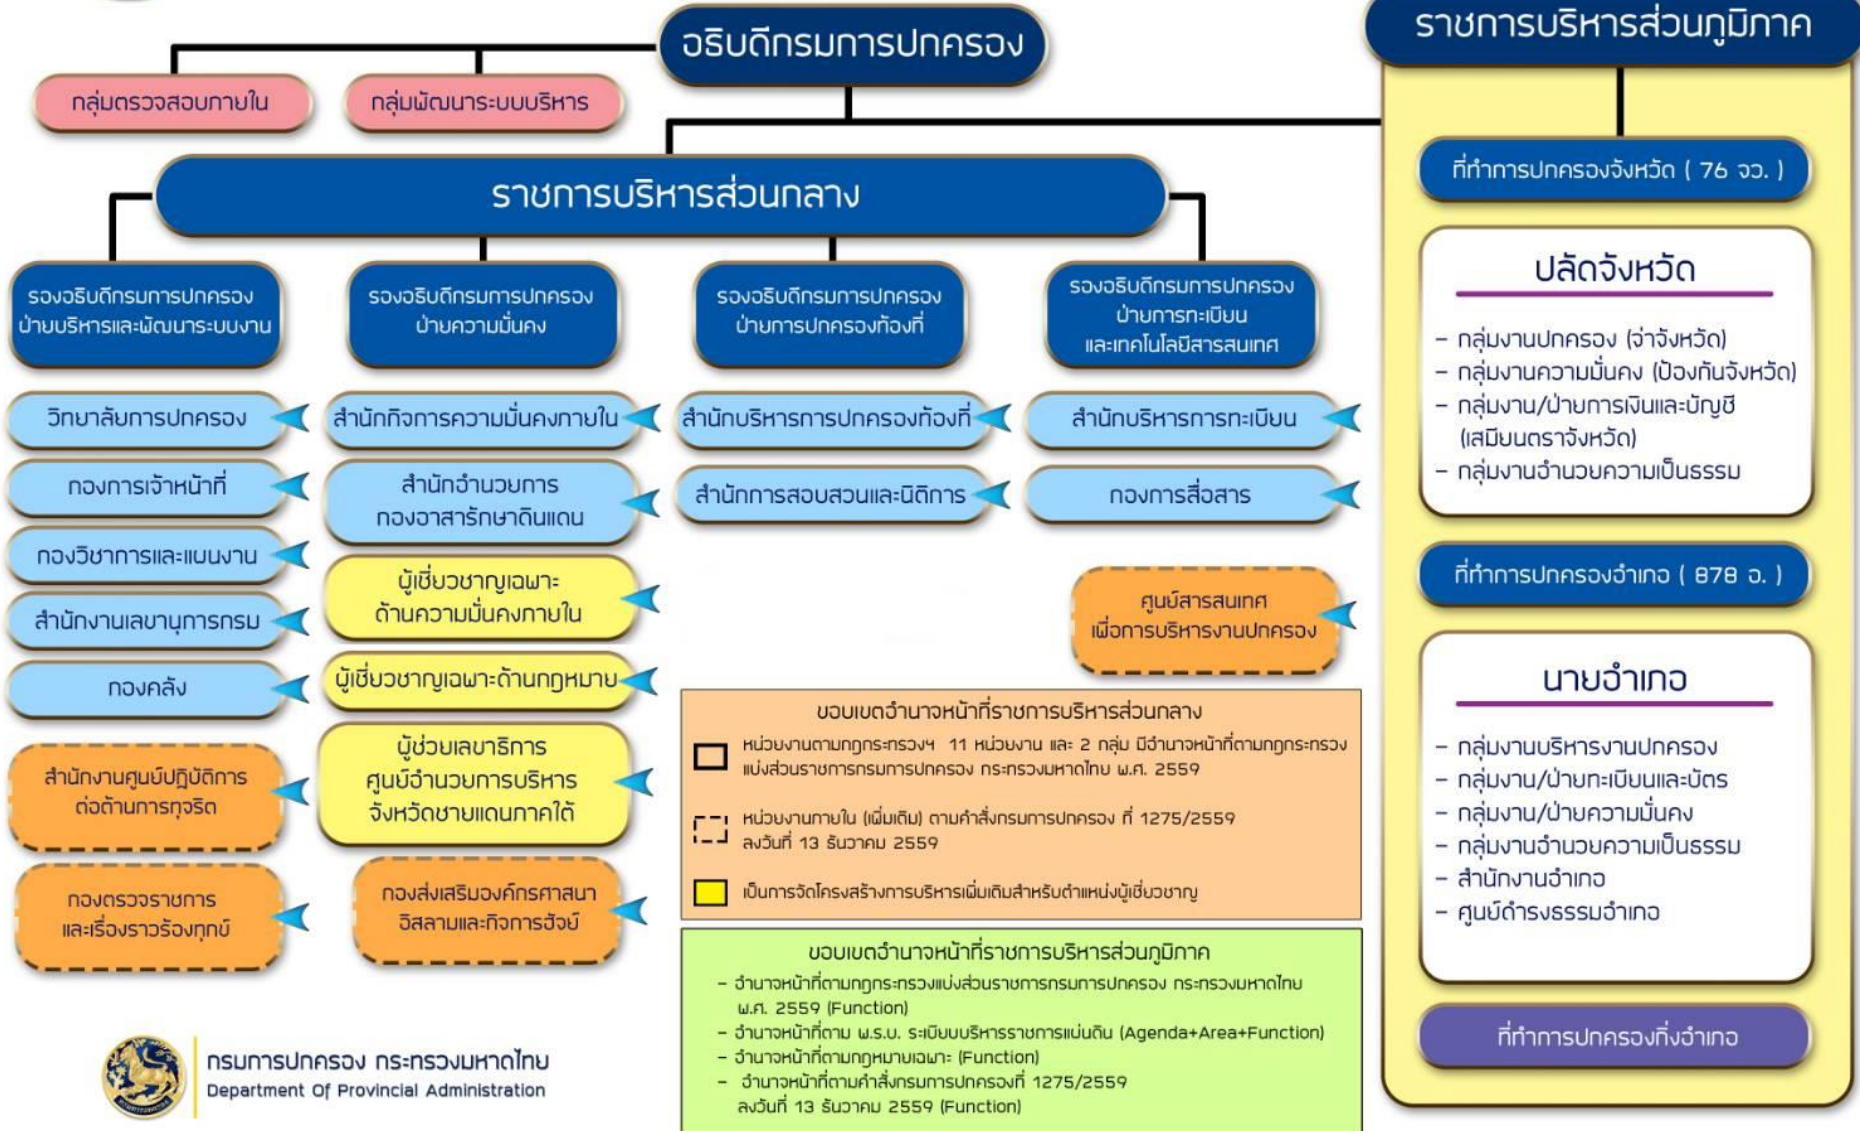 อธิบดีกรมการปกครอง
กลุ่มตรวจสอบภายใน
กลุ่มพัฒนาระบบบริหาร
ราชการบริหารส่วนกลาง
รองอธิบดีกรมการปกครอง
ฝ่ายบริหารและพัฒนาระบบงาน
วิทยาลัยการปกครอง
กองการเจ้าหน้าที่
กองวิชาการและแผนงาน
สำนักงานเลขานุการกรม
กองคลัง
สำนักงานศูนย์ปฏิบัติการ
ต่อต้านการทุจริต
กองตรวจราชการ
และเรื่องราวร้องทุกข์
รองอธิบดีกรมการปกครอง
ฝ่ายความมั่นคง
สำนักกิจการความมั่นคงภายใน
สำนักอำนวยการ
กองอาสารักษาดินแดน
ผู้เชี่ยวชาญเฉพาะ
ด้านความมั่นคงภายใน
ผู้เชี่ยวชาญเฉพาะด้านกฎหมาย
ผู้ช่วยเลขาธิการ
ศูนย์อำนวยการบริหาร
จังหวัดชายแดนภาคใต้
กองส่งเสริมองค์กรศาสนา
อิสลามและกิจการฮัจย์
รองอธิบดีกรมการปกครอง
ฝ่ายการปกครองท้องที่
สำนักบริหารการปกครองท้องที่
สำนักการสอบสวนและนิติการ
รองอธิบดีกรมการปกครอง
ฝ่ายการทะเบียน
และเทคโนโลยีสารสนเทศ
สำนักบริหารการทะเบียน
กองการสื่อสาร
ศูนย์สารสนเทศ
เพื่อการบริหารงานปกครอง
ขอบเขตอำนาจหน้าที่ราชการบริหารส่วนกลาง
หน่วยงานตามกฎกระทรวงฯ 11 หน่วยงาน และ 2 กลุ่ม มีอำนาจหน้าที่ตามกฎกระทรวง
แบ่งส่วนราชการกรมการปกครอง กระทรวงมหาดไทย พ.ศ. 2559
หน่วยงานภายใน (เพิ่มเติม) ตามคำสั่งกรมการปกครอง ที่ 1275/2559
ลงวันที่ 13 ธันวาคม 2559
เป็นการจัดโครงสร้างการบริหารเพิ่มเติมสำหรับตำแหน่งผู้เชี่ยวชาญ
ขอบเขตอำนาจหน้าที่ราชการบริหารส่วนภูมิภาค
- อำนาจหน้าที่ตามกฎกระทรวงแบ่งส่วนราชการกรมการปกครอง กระทรวงมหาดไทย
พ.ศ. 2559 (Function)
- อำนาจหน้าที่ตาม พ.ร.บ. ระเบียบบริหารราชการแผ่นดิน (Agenda+Area+Function)
- อำนาจหน้าที่ตามกฎหมายเฉพาะ (Function)
- อำนาจหน้าที่ตามคำสั่งกรมการปกครองที่ 1275/2559
ลงวันที่ 13 ธันวาคม 2559 (Function)
ราชการบริหารส่วนภูมิภาค
ที่ทำการปกครองจังหวัด ( 76 จว. )
ปลัดจังหวัด
- กลุ่มงานปกครอง (จ่าจังหวัด)
- กลุ่มงานความมั่นคง (ป้องกันจังหวัด)
- กลุ่มงาน/ฝ่ายการเงินและบัญชี
(เสมียนตราจังหวัด)
- กลุ่มงานอำนวยความเป็นธรรม
ที่ทำการปกครองอำเภอ ( 878 อ. )
นายอำเภอ
- กลุ่มงานบริหารงานปกครอง
- กลุ่มงาน/ฝ่ายทะเบียนและบัตร
- กลุ่มงาน/ฝ่ายความมั่นคง
- กลุ่มงานอำนวยความเป็นธรรม
- สำนักงานอำเภอ
- ศูนย์ดำรงธรรมอำเภอ
ที่ทำการปกครองกิ่งอำเภอ
กรมการปกครอง กระทรวงมหาดไทย
Department Of Provincial Administration